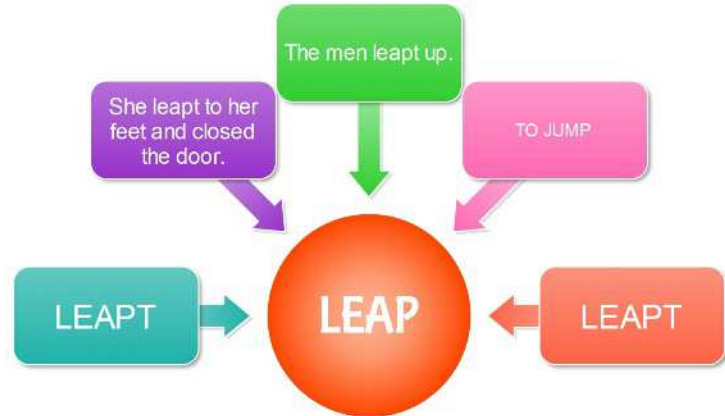 The men leapt up.
She leapt to her
feet and closed
the door.
TO JUMP
LEAPT
LEAP
LEAPT